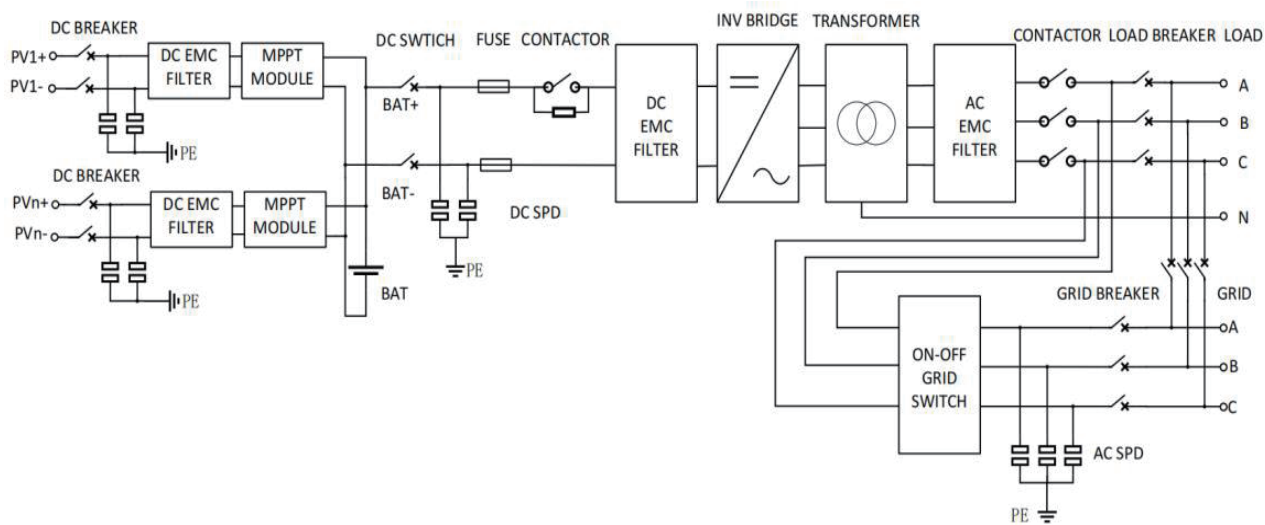 INV BRIDGE TRANSFORMER
DC BREAKER
DC SWTICH FUSE CONTACTOR
CONTACTOR LOAD BREAKER LOAD
PV1+
PV1-
DC EMC
FILTER
MPPT
MODULE
BAT+
BAT-
PE
DC
EMC
FILTER
AC
EMC
FILTER
A
B
C
N
DC BREAKER
PVn+
PVn-
DC EMC
FILTER
MPPT
MODULE
DC SPD
PE
PE
BAT
GRID BREAKER
GRID
ON-OFF
GRID
SWITCH
A
B
C
AC SPD
PE